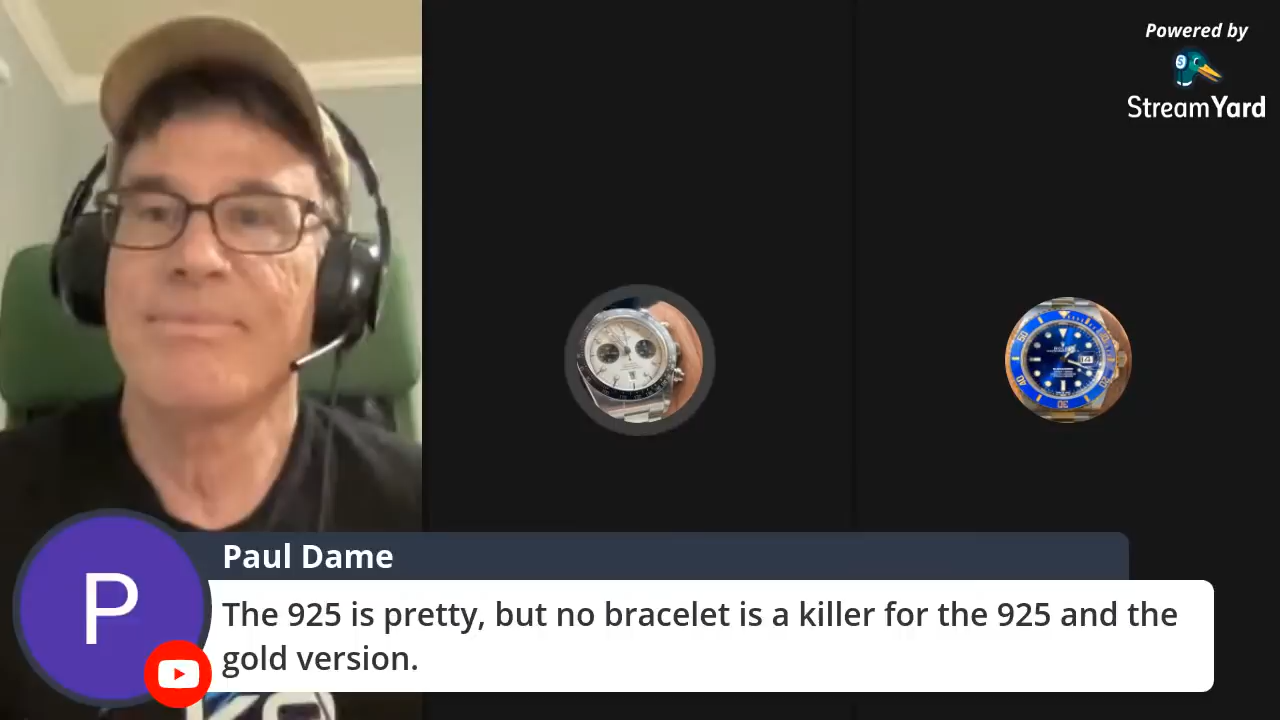 Powered by
StreamYard
Paul Dame
P
The 925 is pretty, but no bracelet is a killer for the 925 and the
gold version.